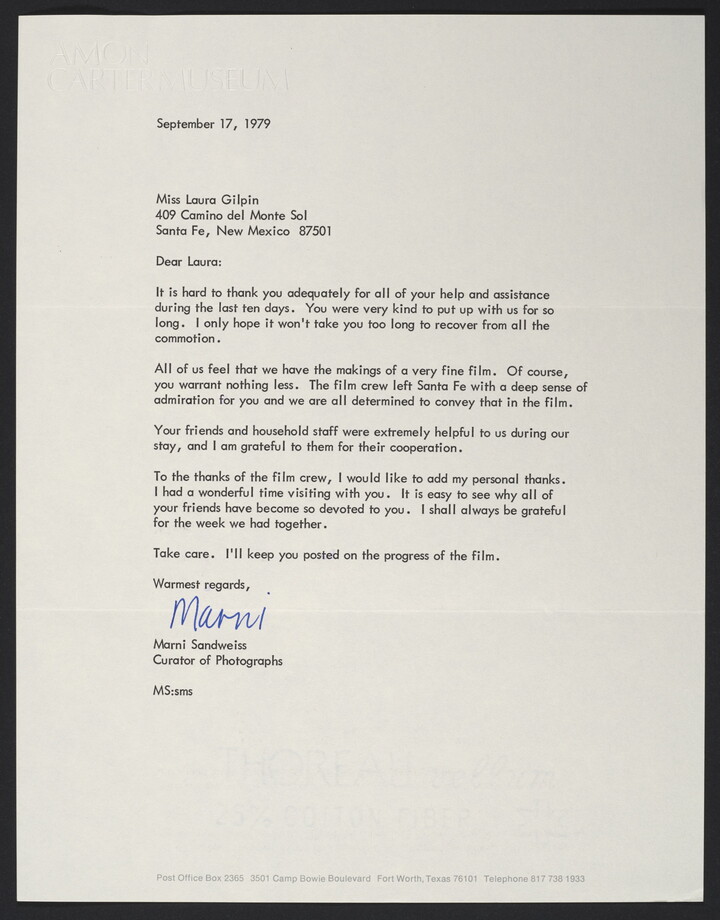 AMON
CARTER MUSEUM
September 17, 1979
Miss Laura Gilpin
409 Camino del Monte Sol
Santa Fe, New Mexico 87501
Dear Laura:
It is hard to thank you adequately for all of your help and assistance
during the last ten days. You were very kind to put up with us for so
long. I only hope it won't take you too long to recover from all the
commotion.
All of us feel that we have the makings of a very fine film. Of course,
you warrant nothing less. The film crew left Santa Fe with a deep sense of
admiration for you and we are all determined to convey that in the film.
Your friends and household staff were extremely helpful to us during our
stay, and I am grateful to them for their cooperation.
To the thanks of the film crew, I would like to add my personal thanks.
I had a wonderful time visiting with you. It is easy to see why all of
your friends have become so devoted to you. I shall always be grateful
for the week we had together.
Take care. I'll keep you posted on the progress of the film.
Warmest regards,
Marni
Marni Sandweiss
Curator of Photographs
MS:sms
THOREAU vellum
25% COTTON FIBER
Post Office Box 2365 3501 Camp Bowie Boulevard Fort Worth, Texas 76101 Telephone 817 738 1933